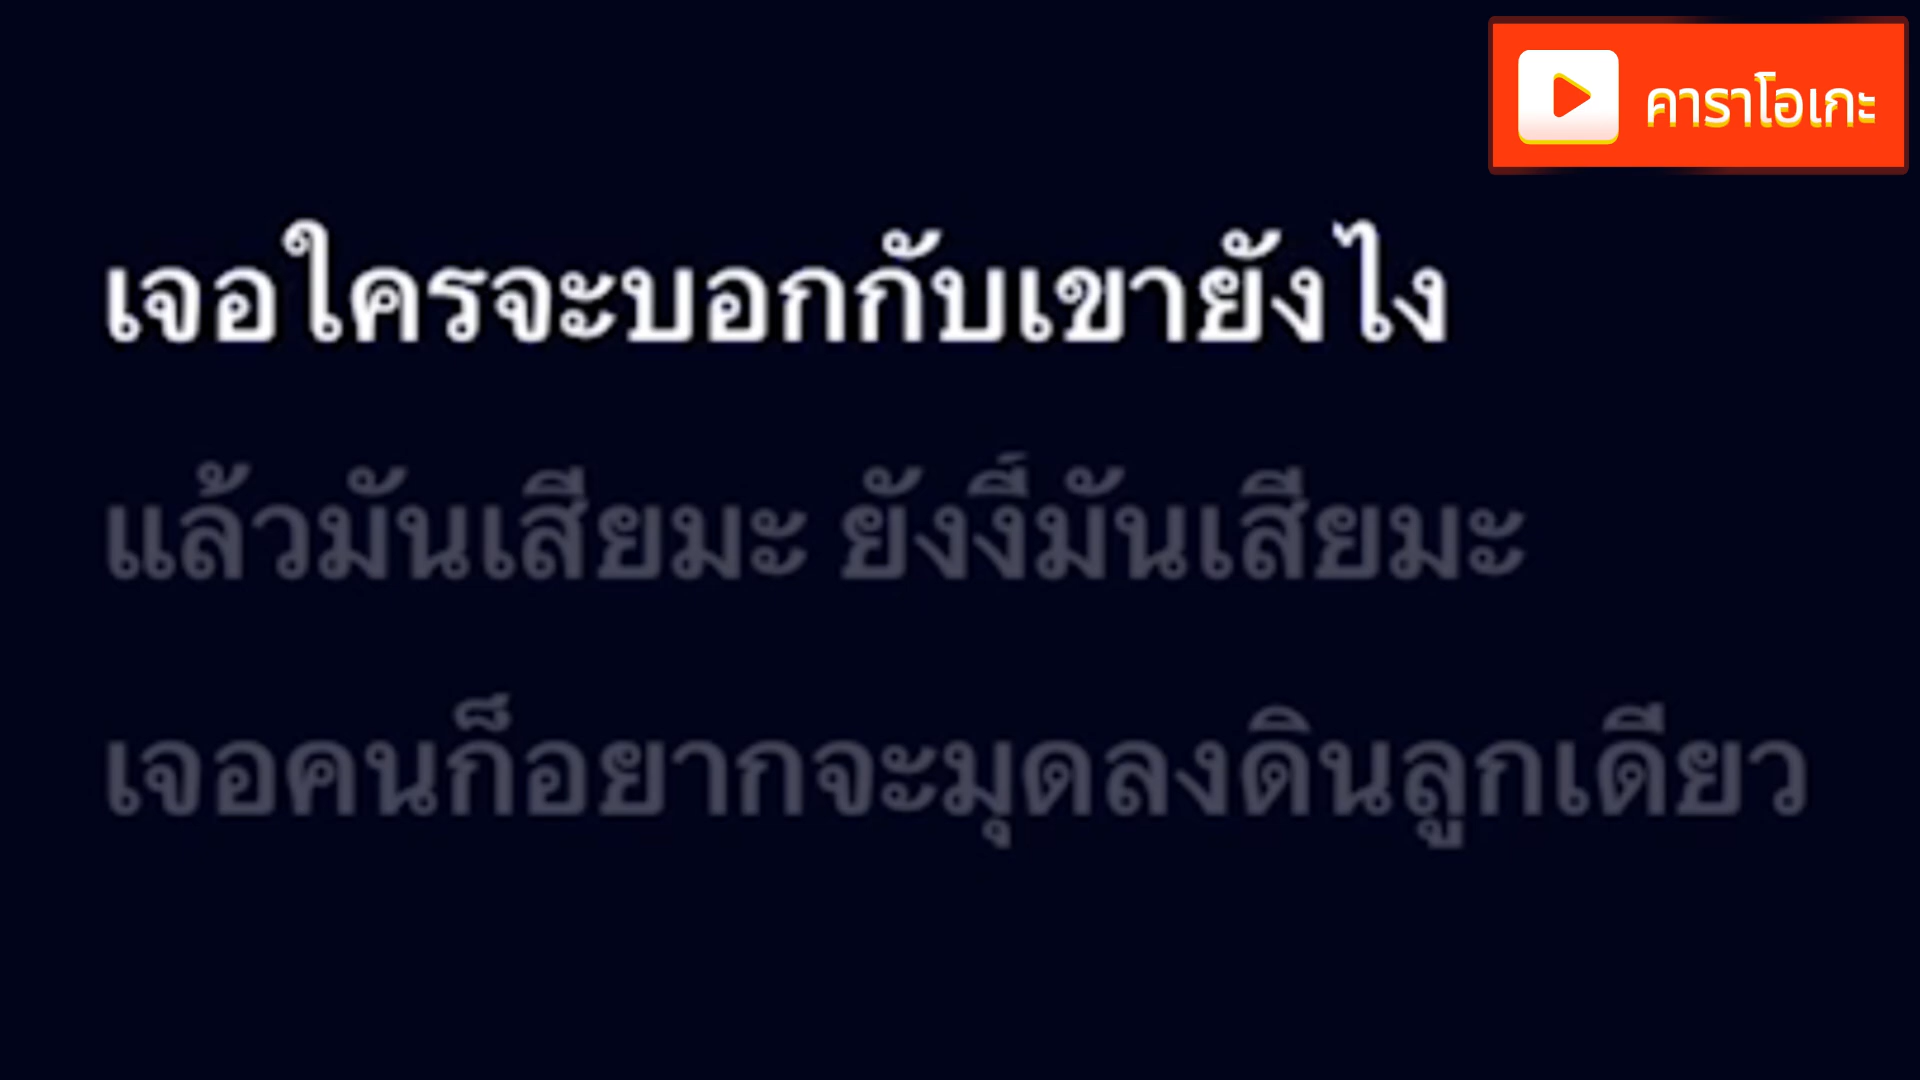 คาราโอเกะ
เจอใครจะบอกกับเขายังไง
แล้วมันเสียมะ ยังงี้มันเสียมะ
เจอคนก็อยากจะมุดลงดินลูกเดียว